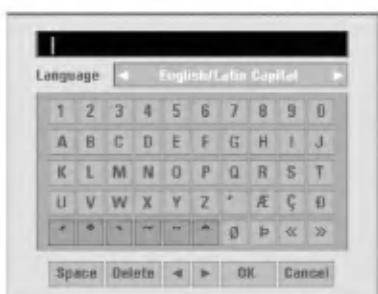 Language ◄ English/Latin Capital ►
1 2 3 4 5 6 7 8 9 0
A B C D E F G H I J
K L M N O P Q R S T
U V W X Y Z Æ Ç Đ
Ø Þ « »
Space Delete ◄ ► OK Cancel